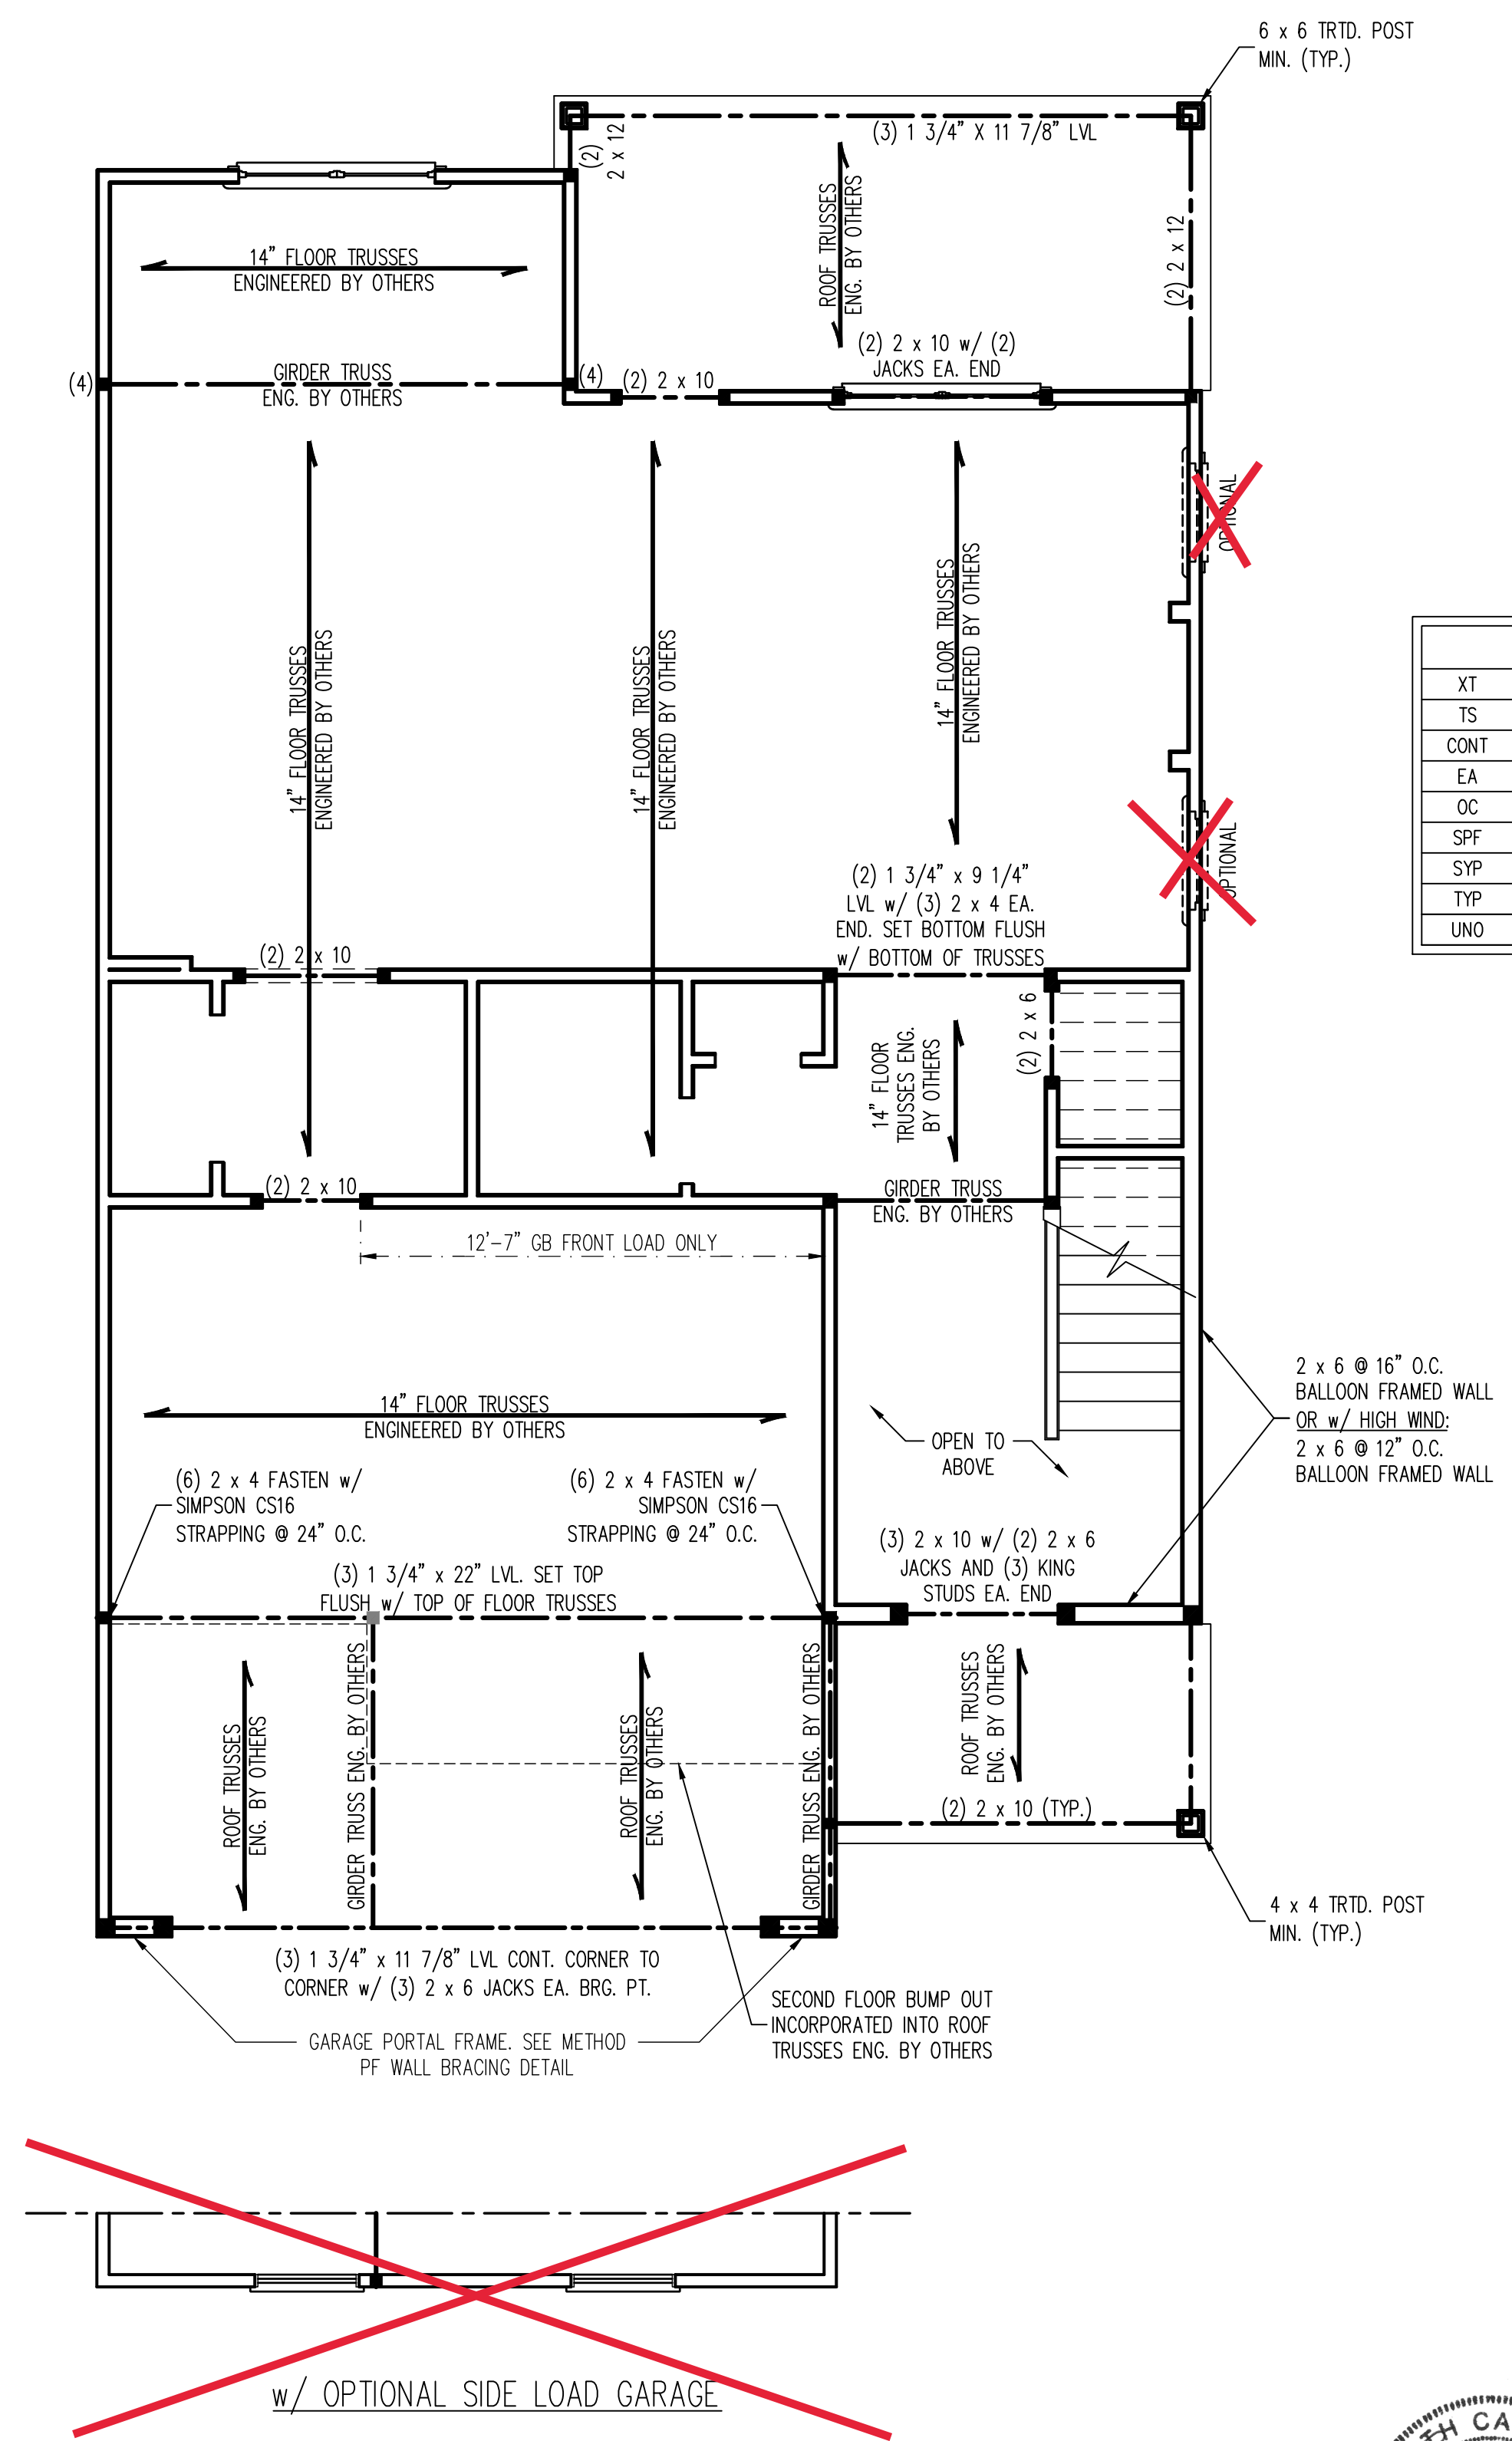 6 x 6 TRTD. POST
MIN. (TYP.)
(3) 1 3/4" X 11 7/8" LVL
(2)
2 x 12
ROOF TRUSSES
ENG. BY OTHERS
(2) 2 x 12
14" FLOOR TRUSSES
ENGINEERED BY OTHERS
(2) 2 x 10 w/ (2)
JACKS EA. END
(4)
GIRDER TRUSS
ENG. BY OTHERS
(4)
(2) 2 x 10
OPTIONAL
14" FLOOR TRUSSES
ENGINEERED BY OTHERS
14" FLOOR TRUSSES
ENGINEERED BY OTHERS
14" FLOOR TRUSSES
ENGINEERED BY OTHERS
XT
TS
CONT
EA
OC
SPF
SYP
TYP
UNO
OPTIONAL
(2) 1 3/4" x 9 1/4"
LVL w/ (3) 2 x 4 EA.
END. SET BOTTOM FLUSH
w/ BOTTOM OF TRUSSES
(2) 2 x 10
(2) 2 x 6
14" FLOOR
TRUSSES ENG.
BY OTHERS
(2) 2 x 10
GIRDER TRUSS
ENG. BY OTHERS
12'-7" GB FRONT LOAD ONLY
2 x 6 @ 16" O.C.
BALLOON FRAMED WALL
OR w/ HIGH WIND:
2 x 6 @ 12" O.C.
BALLOON FRAMED WALL
14" FLOOR TRUSSES
ENGINEERED BY OTHERS
OPEN TO
ABOVE
(6) 2 x 4 FASTEN w/
SIMPSON CS16
STRAPPING @ 24" O.C.
(6) 2 x 4 FASTEN w/
SIMPSON CS16
STRAPPING @ 24" O.C.
(3) 2 x 10 w/ (2) 2 x 6
JACKS AND (3) KING
STUDS EA. END
(3) 1 3/4" x 22" LVL. SET TOP
FLUSH w/ TOP OF FLOOR TRUSSES
ROOF TRUSSES
ENG. BY OTHERS
GIRDER TRUSS ENG. BY OTHERS
ROOF TRUSSES
ENG. BY OTHERS
GIRDER TRUSS ENG. BY OTHERS
ROOF TRUSSES
ENG. BY OTHERS
(2) 2 x 10 (TYP.)
4 x 4 TRTD. POST
MIN. (TYP.)
(3) 1 3/4" x 11 7/8" LVL CONT. CORNER TO
CORNER w/ (3) 2 x 6 JACKS EA. BRG. PT.
GARAGE PORTAL FRAME. SEE METHOD
PF WALL BRACING DETAIL
SECOND FLOOR BUMP OUT
INCORPORATED INTO ROOF
TRUSSES ENG. BY OTHERS
w/ OPTIONAL SIDE LOAD GARAGE
TH CA